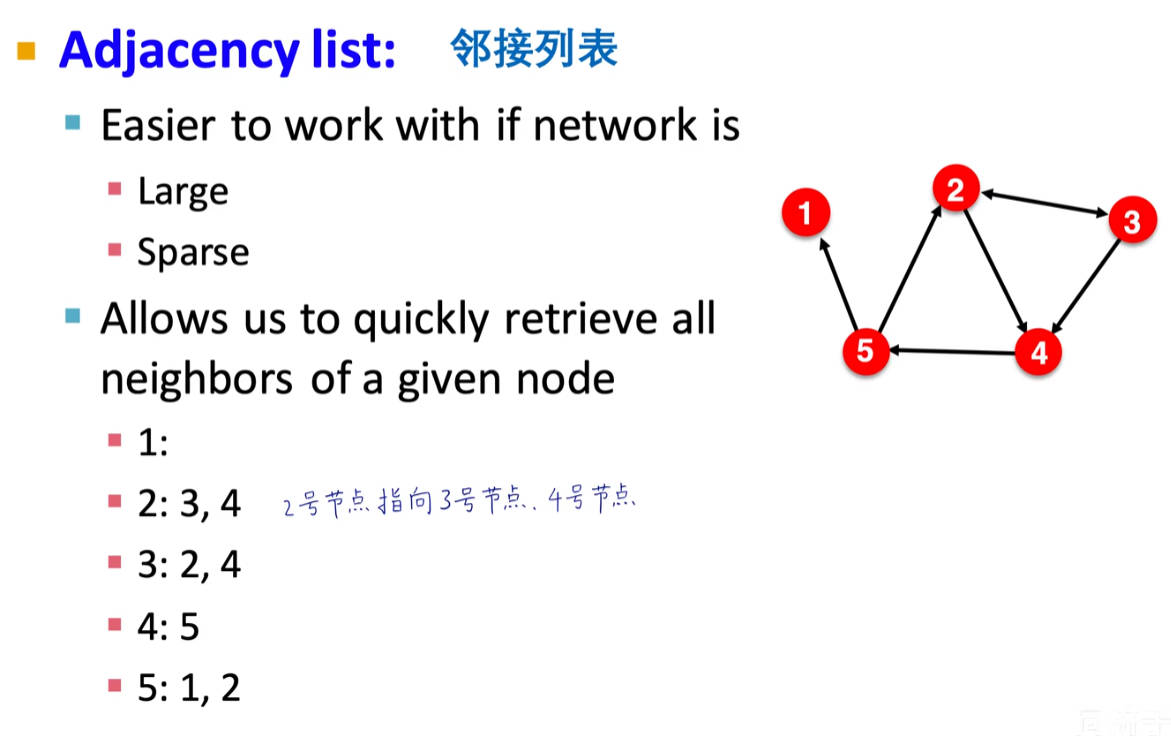 Adjacency list: 邻接列表
Easier to work with if network is
Large
Sparse
Allows us to quickly retrieve all
neighbors of a given node
1:
2: 3, 4 2号节点指向3号节点、4号节点
3: 2, 4
4: 5
5: 1, 2
1
2
3
5
4